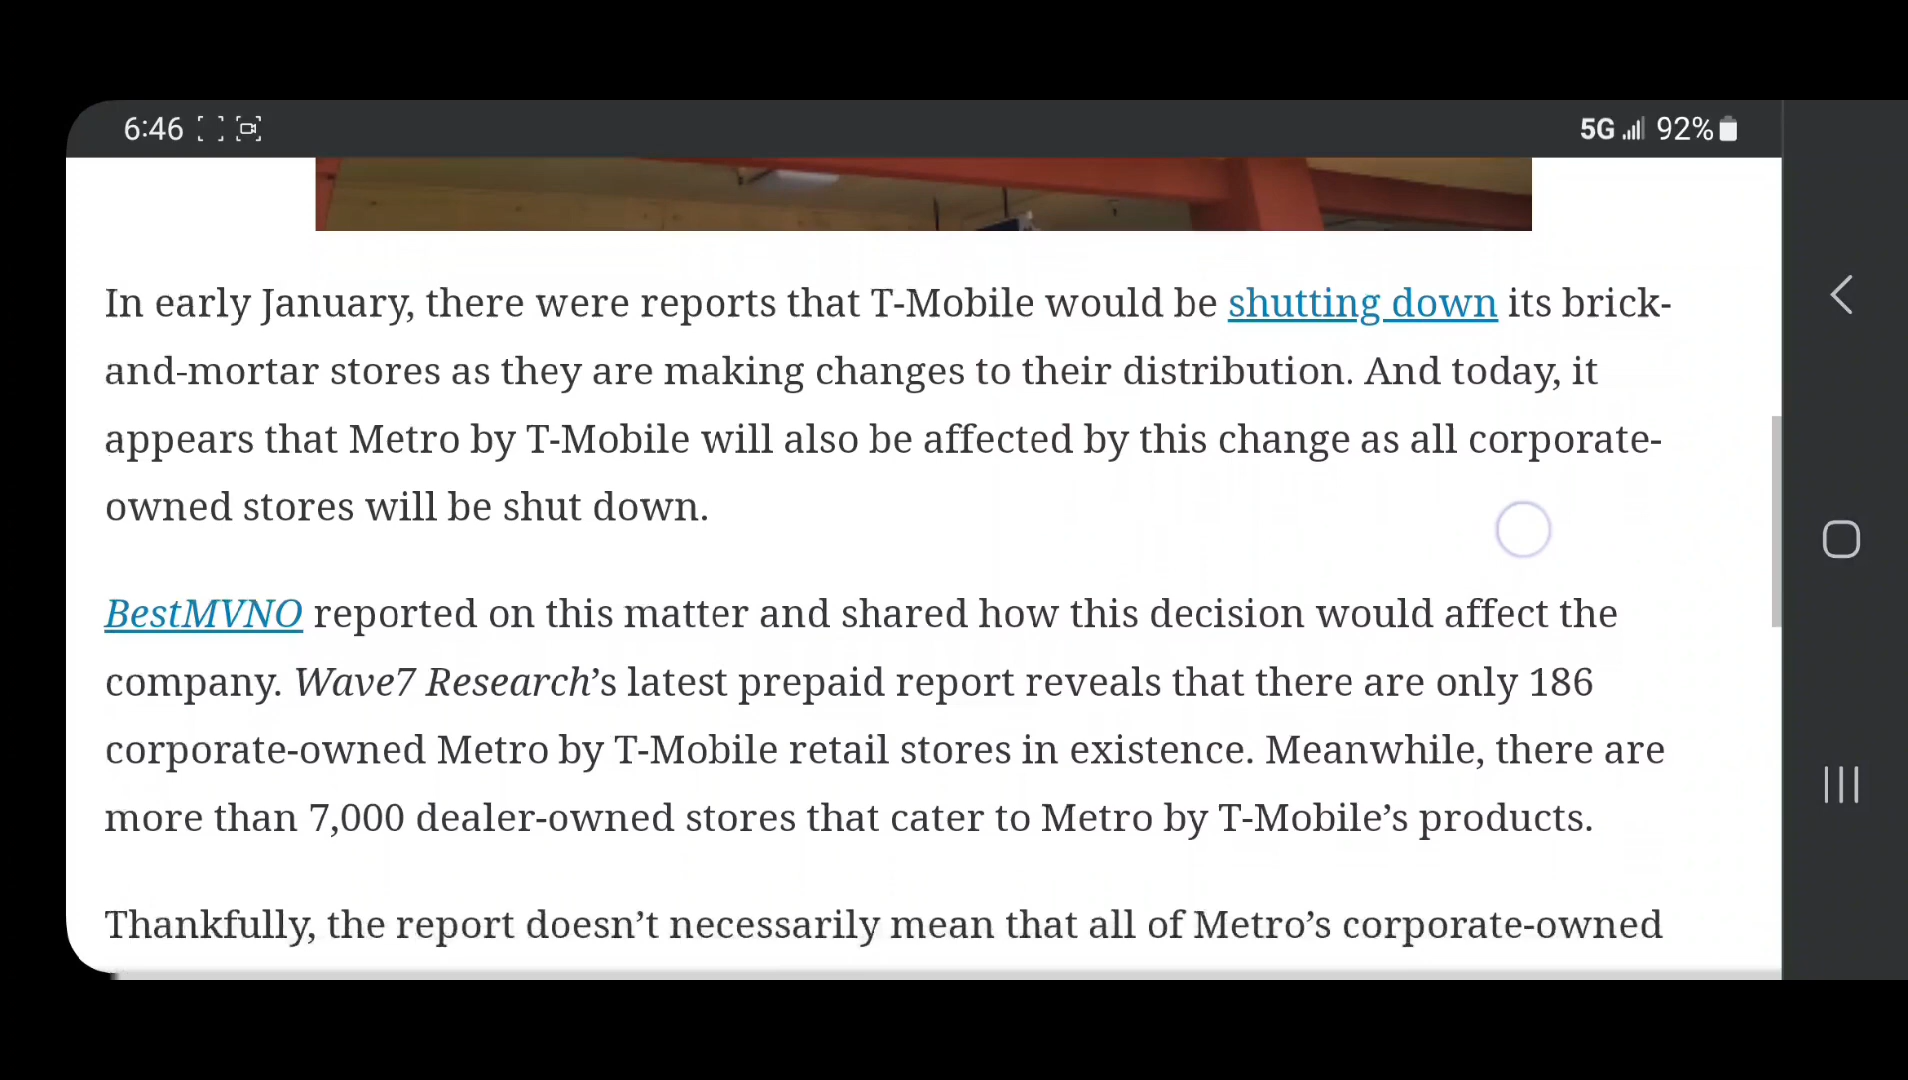 6:46
5G 92%
In early January, there were reports that T-Mobile would be shutting down its brick-
and-mortar stores as they are making changes to their distribution. And today, it
appears that Metro by T-Mobile will also be affected by this change as all corporate-
owned stores will be shut down.
BestMVNO reported on this matter and shared how this decision would affect the
company. Wave7 Research’s latest prepaid report reveals that there are only 186
corporate-owned Metro by T-Mobile retail stores in existence. Meanwhile, there are
more than 7,000 dealer-owned stores that cater to Metro by T-Mobile’s products.
Thankfully, the report doesn’t necessarily mean that all of Metro’s corporate-owned